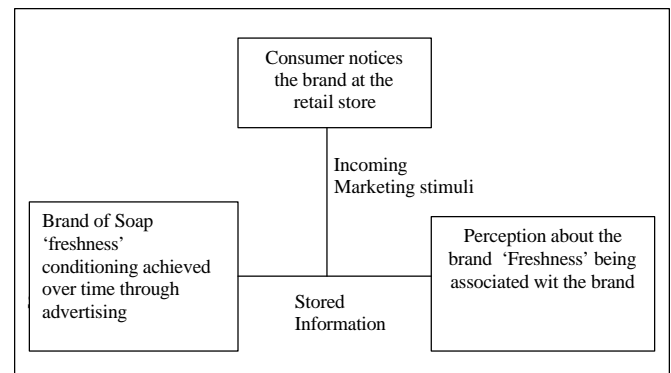 Consumer notices
the brand at the
retail store
Incoming
Marketing stimuli
Brand of Soap
‘freshness’
conditioning achieved
over time through
advertising
Perception about the
brand ‘Freshness’ being
associated wit the brand
Stored
Information